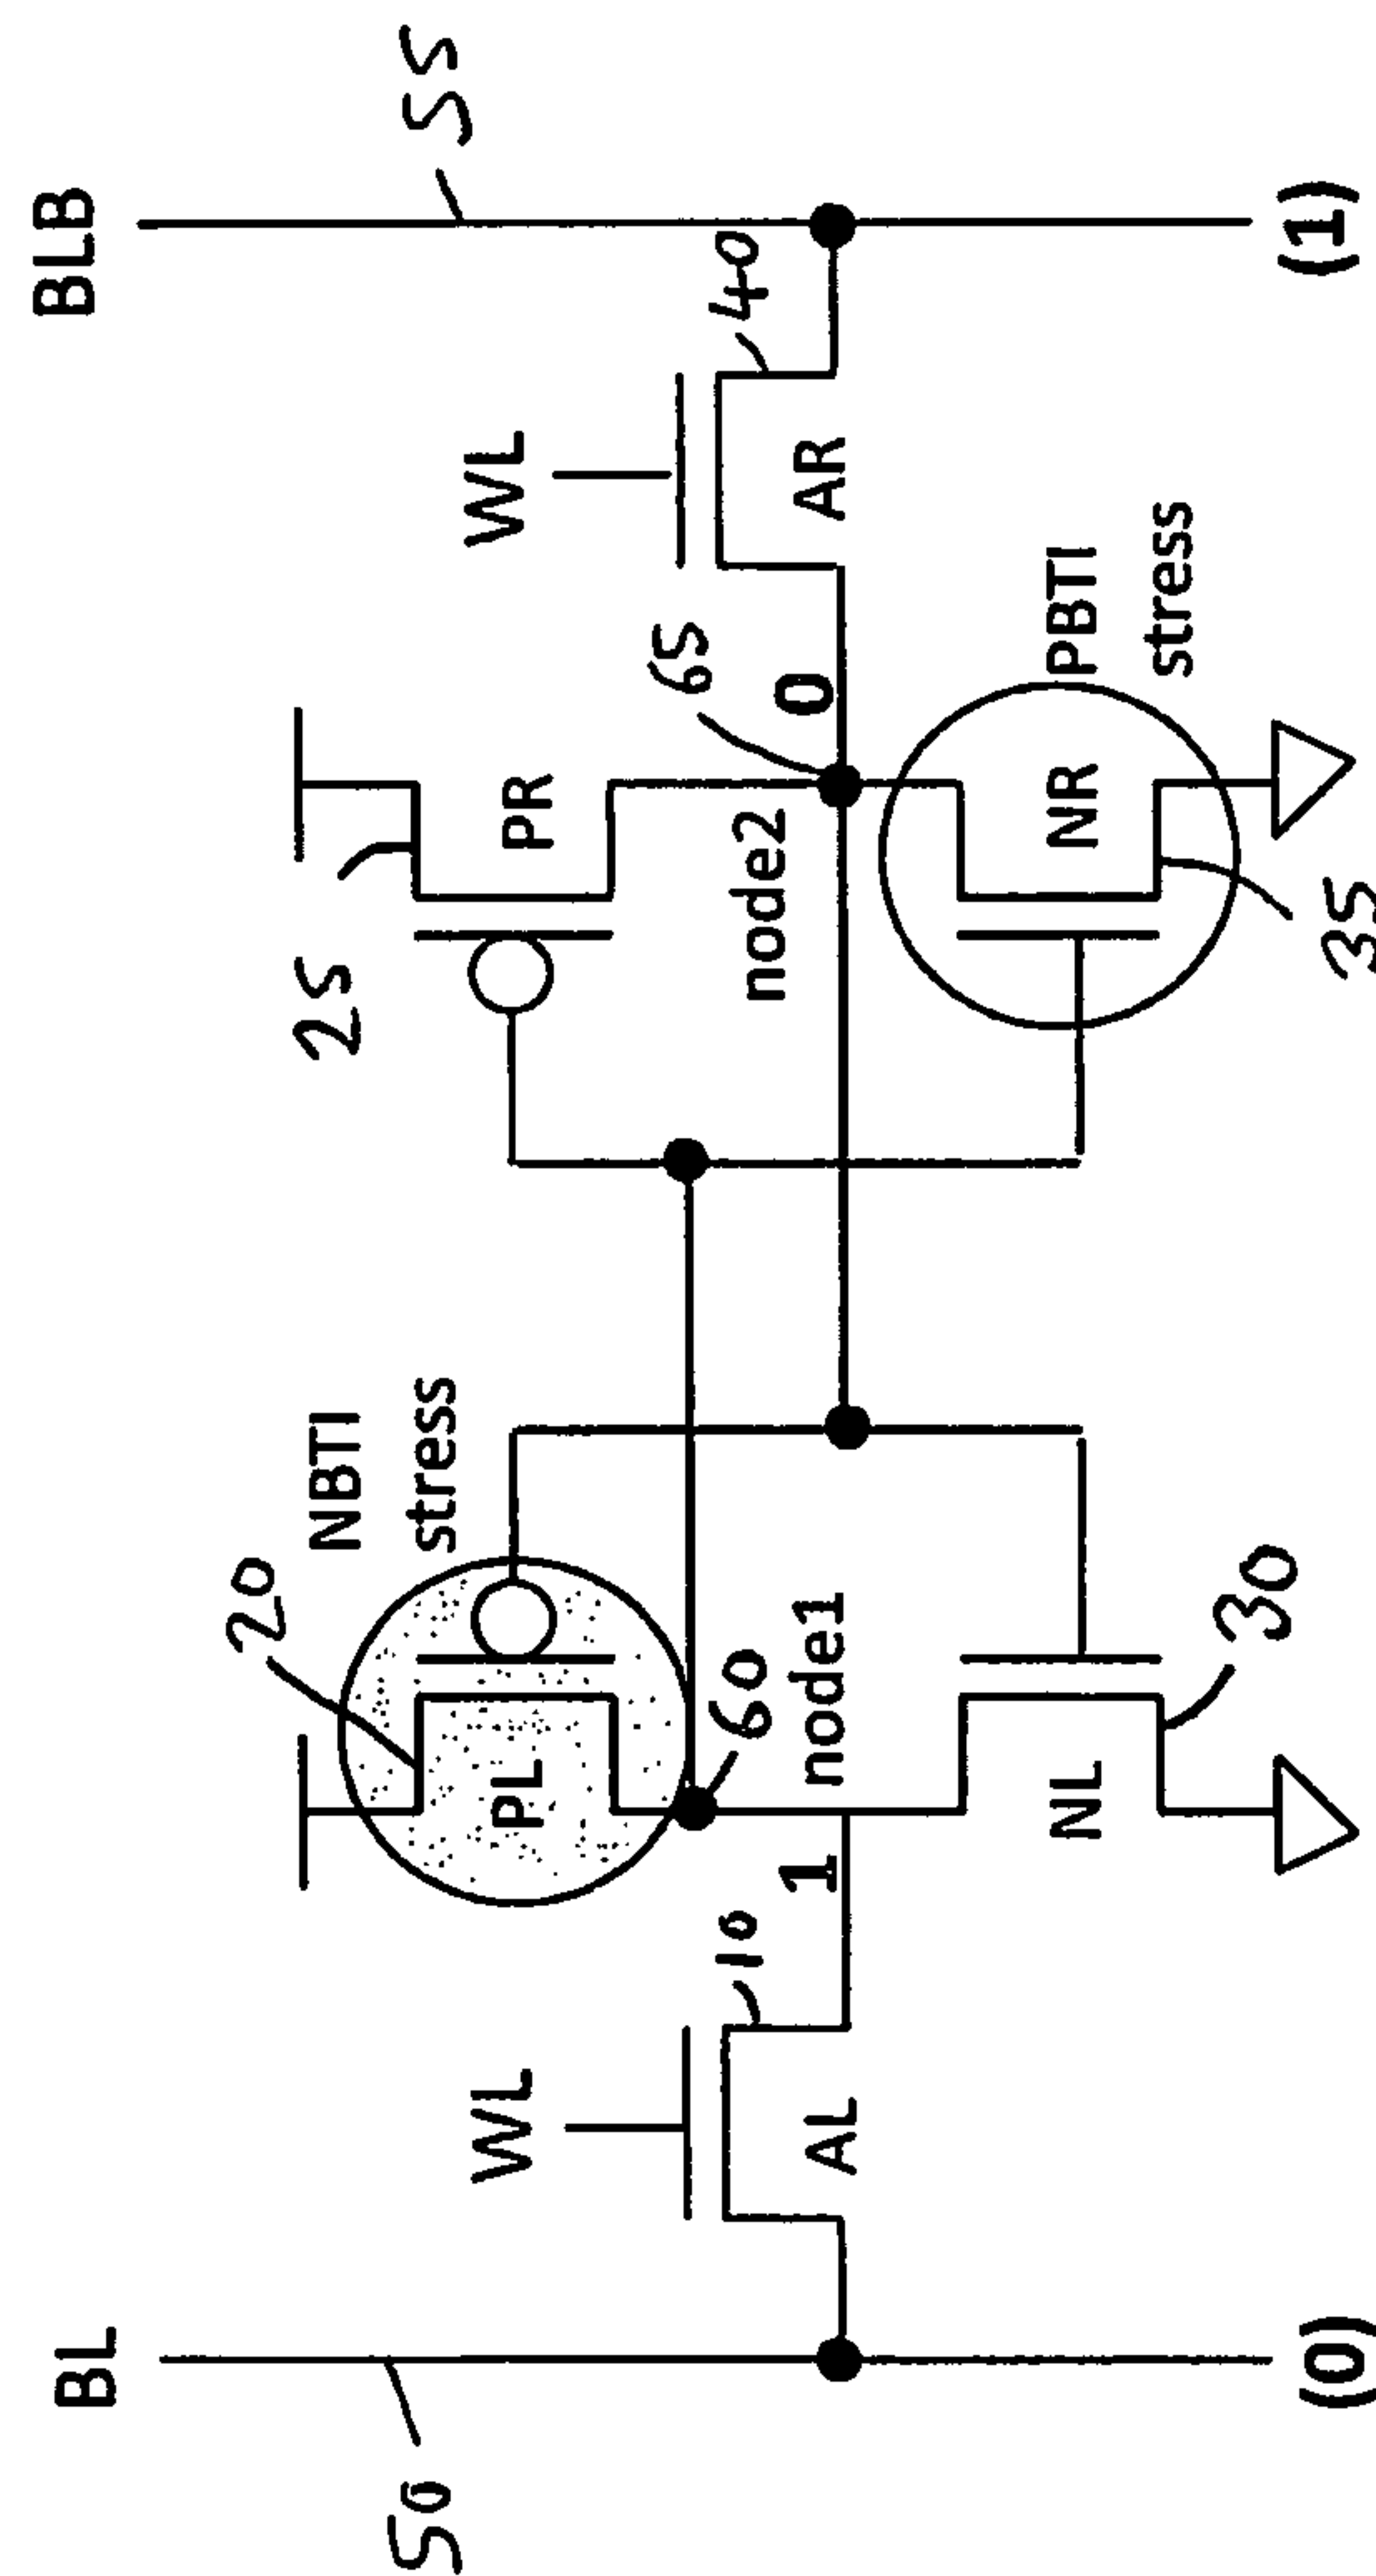 BL
BLB
50
55
WL
WL
10
40
AL
AR
NBTI
stress
20
25
PL
PR
60
65
node1
node2
1
0
NL
NR
30
35
PBTI
stress
(0)
(1)